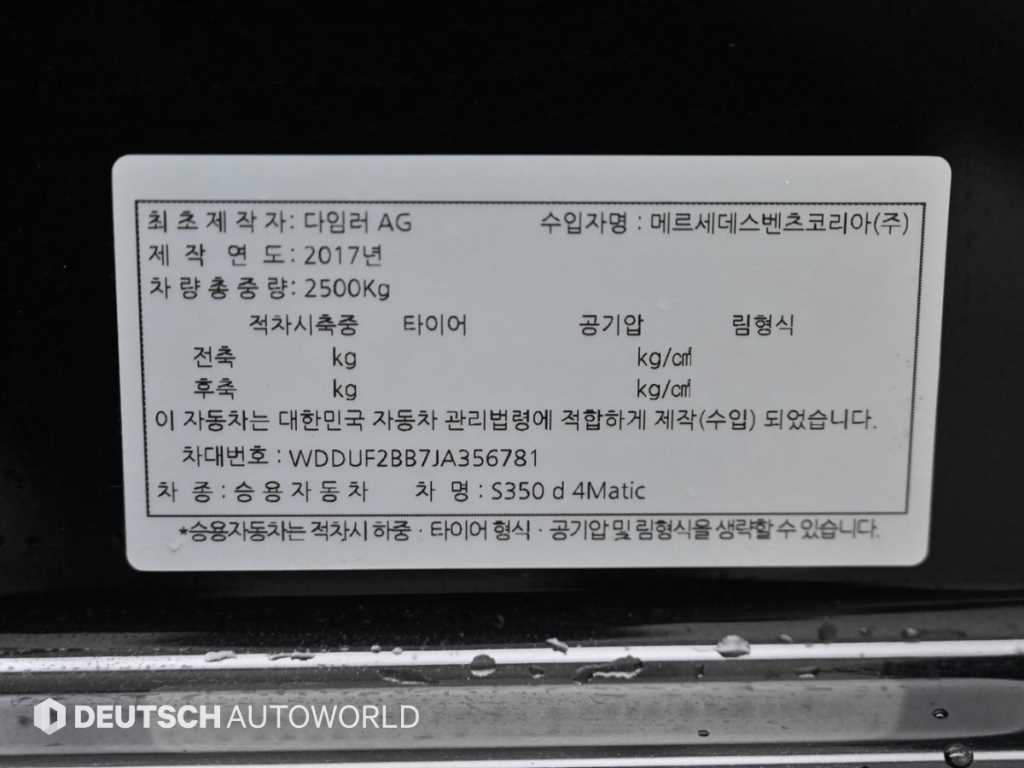 최초제작자: 다임러 AG 수입자명 : 메르세데스벤츠코리아(주)
제 작 연 도: 2017년
차량총중량: 2500Kg
적차시축중 타이어 공기압 림형식
전축 kg kg/㎠
후축 kg kg/㎠
이 자동차는 대한민국 자동차 관리법령에 적합하게 제작(수입) 되었습니다.
차대번호 : WDDUF2BB7JA356781
차 종 : 승용자동차 차 명 : S350 d 4Matic
*승용자동차는 적차시 하중 · 타이어 형식 · 공기압 및 림형식을 생략할 수 있습니다.
DEUTSCH AUTOWORLD